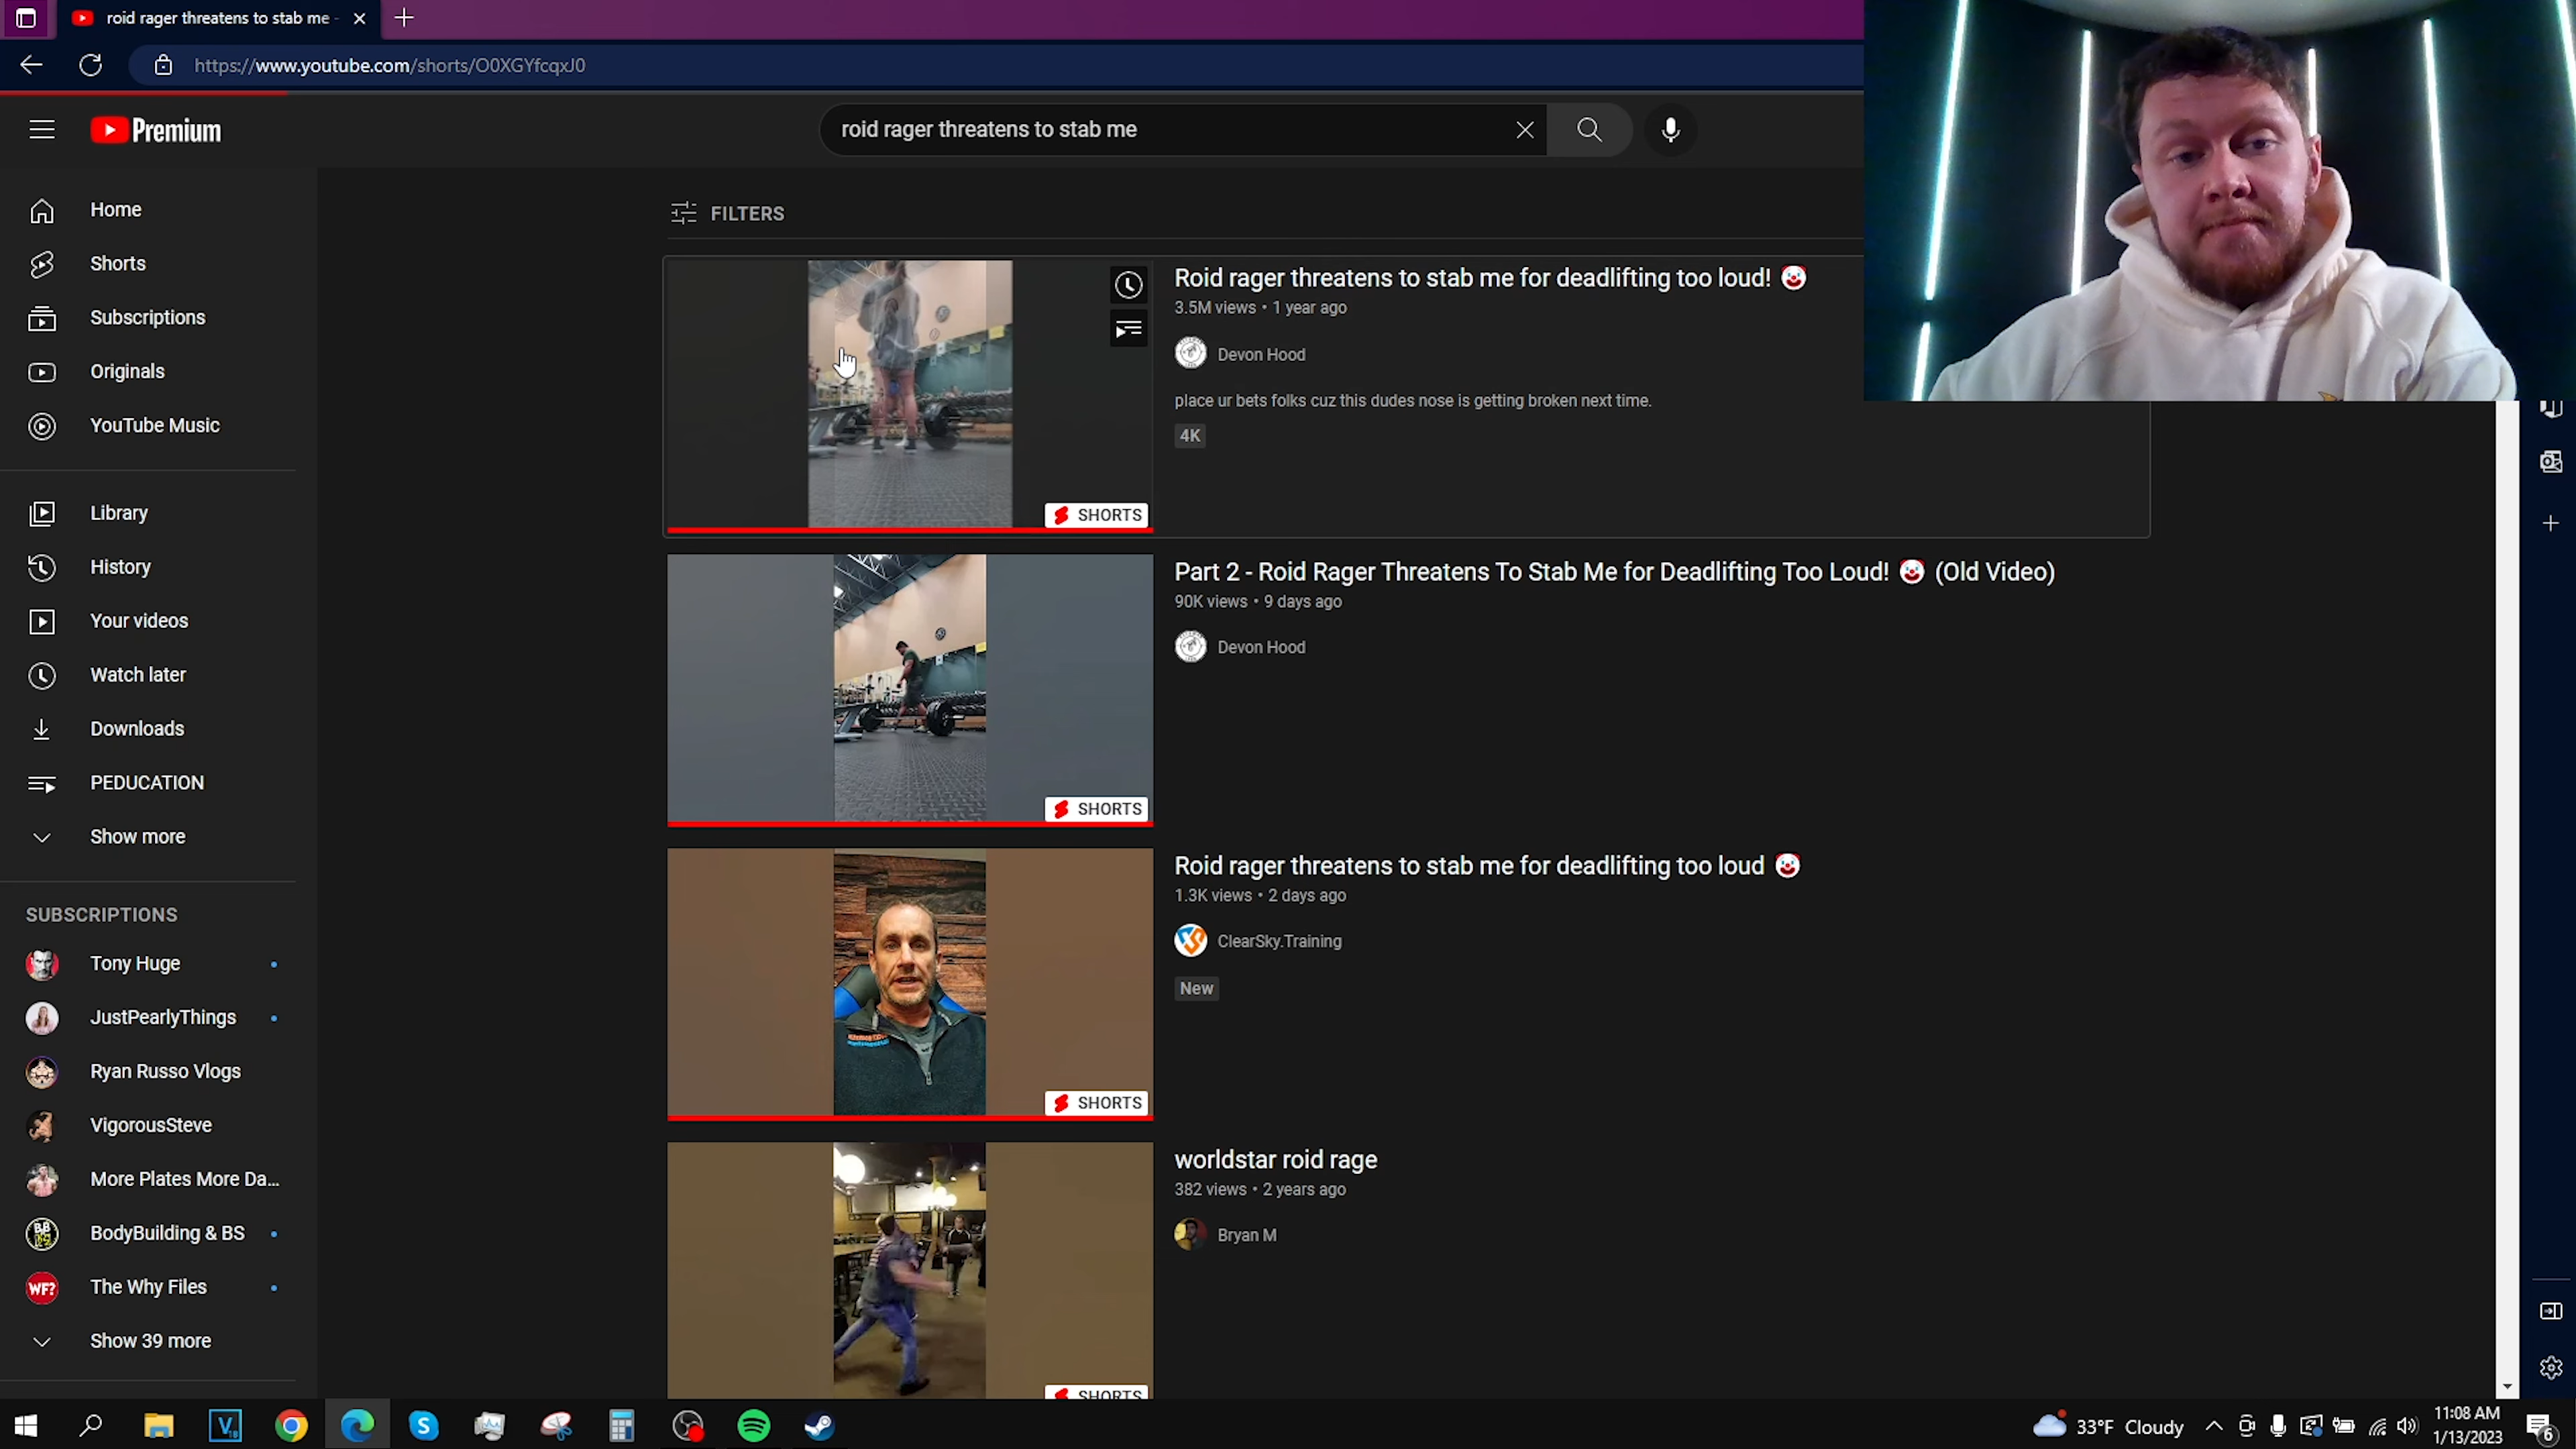 roid rager threatens to stab me -
https://www.youtube.com/shorts/O0XGYfcqxJ0
Premium
roid rager threatens to stab me
Home
Shorts
Subscriptions
Originals
YouTube Music
Library
History
Your videos
Watch later
Downloads
PEDUCATION
Show more
SUBSCRIPTIONS
Tony Huge
JustPearlyThings
Ryan Russo Vlogs
VigorousSteve
More Plates More Da...
BodyBuilding & BS
WF?
The Why Files
Show 39 more
FILTERS
Roid rager threatens to stab me for deadlifting too loud! 🤡
3.5M views • 1 year ago
Devon Hood
place ur bets folks cuz this dudes nose is getting broken next time.
4K
SHORTS
Part 2 - Roid Rager Threatens To Stab Me for Deadlifting Too Loud! 🤡 (Old Video)
90K views • 9 days ago
Devon Hood
SHORTS
Roid rager threatens to stab me for deadlifting too loud 🤡
1.3K views • 2 days ago
ClearSky.Training
New
SHORTS
worldstar roid rage
382 views • 2 years ago
Bryan M
SHORTS
33°F Cloudy
11:08 AM
1/13/2023
6